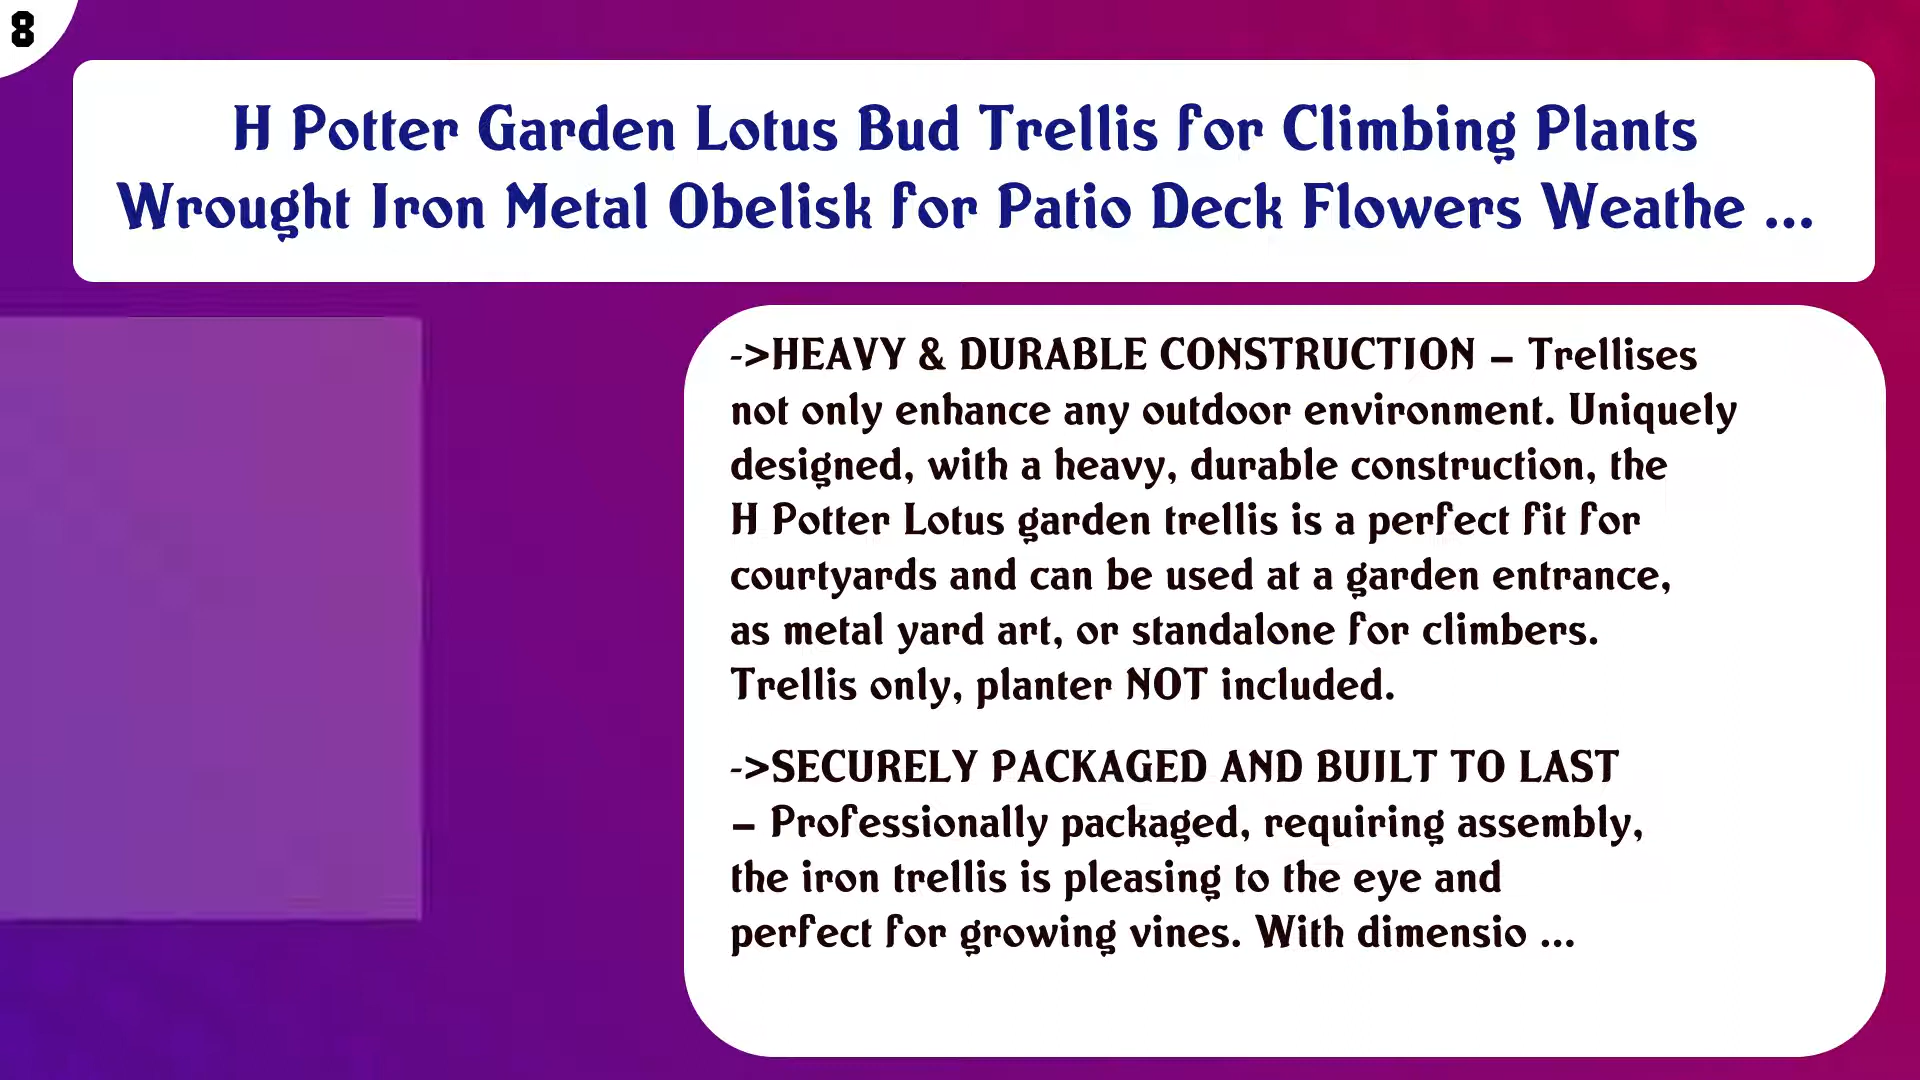 8
H Potter Garden Lotus Bud Trellis for Climbing Plants
Wrought Iron Metal Obelisk for Patio Deck Flowers Weathe ...
->HEAVY & DURABLE CONSTRUCTION – Trellises
not only enhance any outdoor environment. Uniquely
designed, with a heavy, durable construction, the
H Potter Lotus garden trellis is a perfect fit for
courtyards and can be used at a garden entrance,
as metal yard art, or standalone for climbers.
Trellis only, planter NOT included.
->SECURELY PACKAGED AND BUILT TO LAST
– Professionally packaged, requiring assembly,
the iron trellis is pleasing to the eye and
perfect for growing vines. With dimensio ...